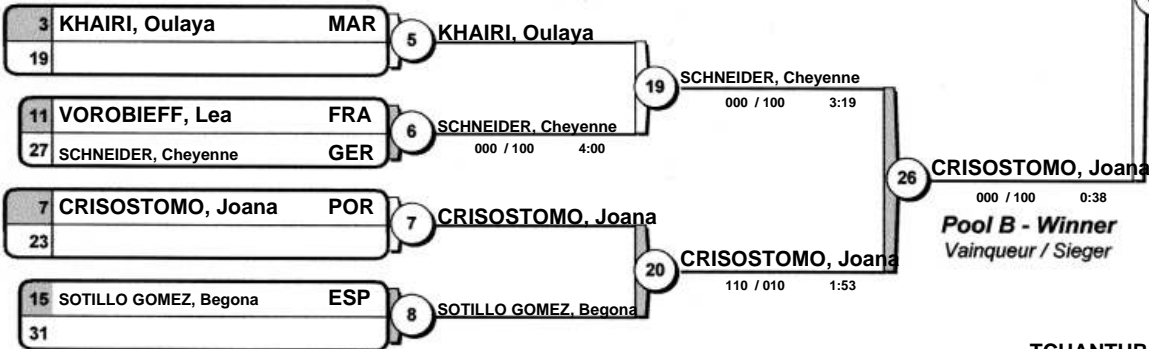 3 KHAIRI, Oulaya MAR
19
5 KHAIRI, Oulaya
11 VOROBIEFF, Lea FRA
27 SCHNEIDER, Cheyenne GER
6 SCHNEIDER, Cheyenne
000 / 100 4:00
19 SCHNEIDER, Cheyenne
000 / 100 3:19
7 CRISOSTOMO, Joana POR
23
7 CRISOSTOMO, Joana
15 SOTILLO GOMEZ, Begona ESP
31
8 SOTILLO GOMEZ, Begona
20 CRISOSTOMO, Joana
110 / 010 1:53
26 CRISOSTOMO, Joana
000 / 100 0:38
Pool B - Winner
Vainqueur / Sieger